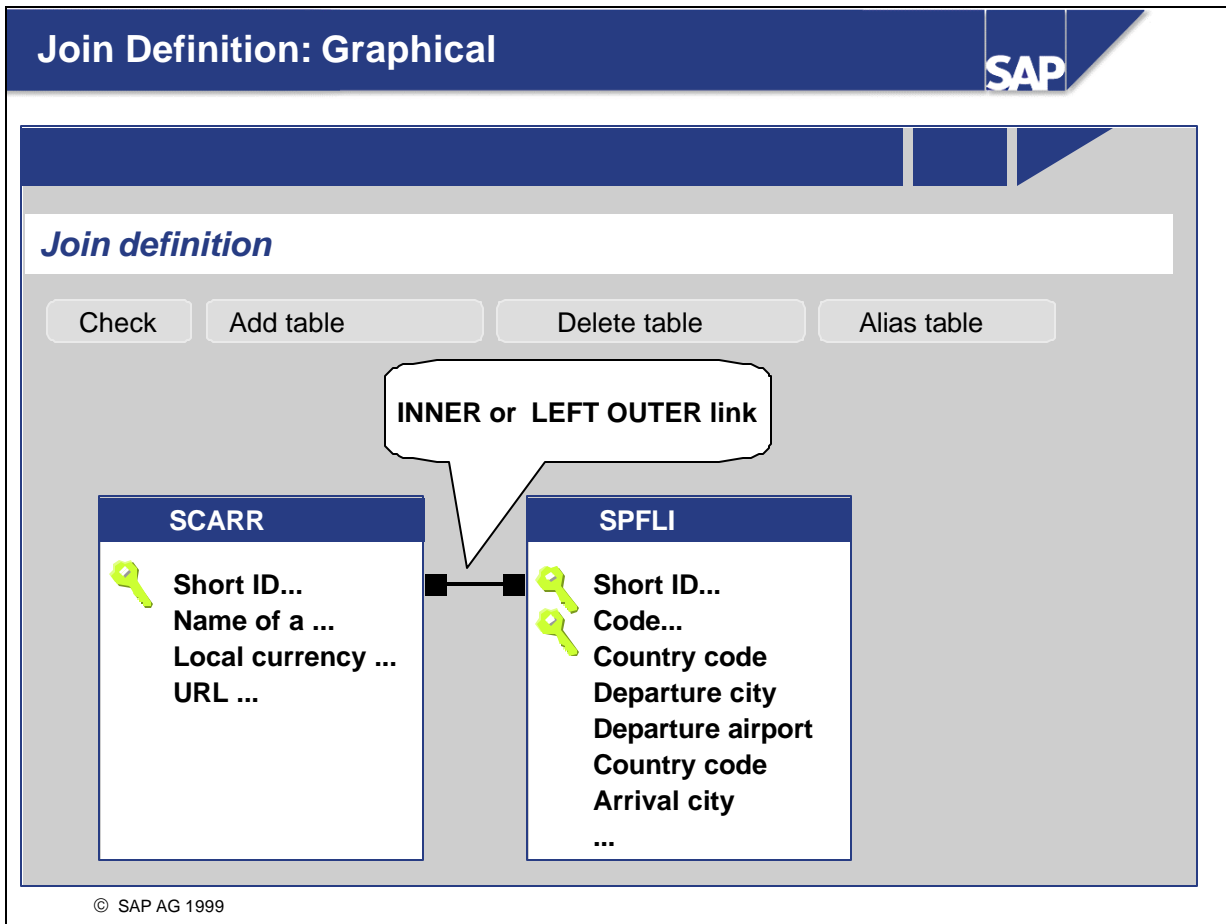 Join Definition: Graphical
SAP
Join definition
Check Add table Delete table Alias table
INNER or LEFT OUTER link
SCARR
Short ID...
Name of a ...
Local currency ...
URL ...
SPFLI
Short ID...
Code...
Country code
Departure city
Departure airport
Country code
Arrival city
...
© SAP AG 1999